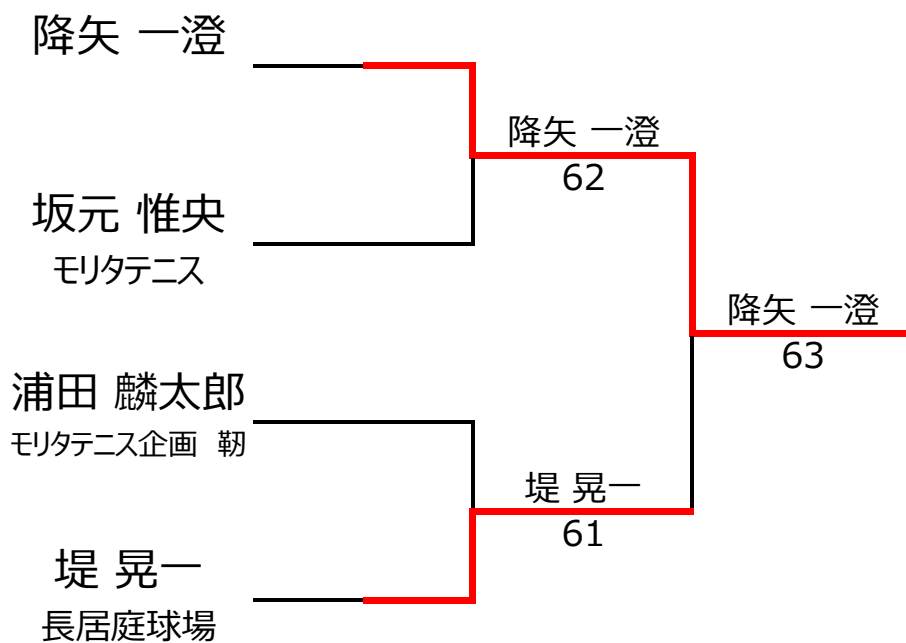 降矢 一澄
降矢 一澄
62
坂元 惟央
モリタテニス
降矢 一澄
63
浦田 麟太郎
モリタテニス企画 靭
堤 晃一
61
堤 晃一
長居庭球場